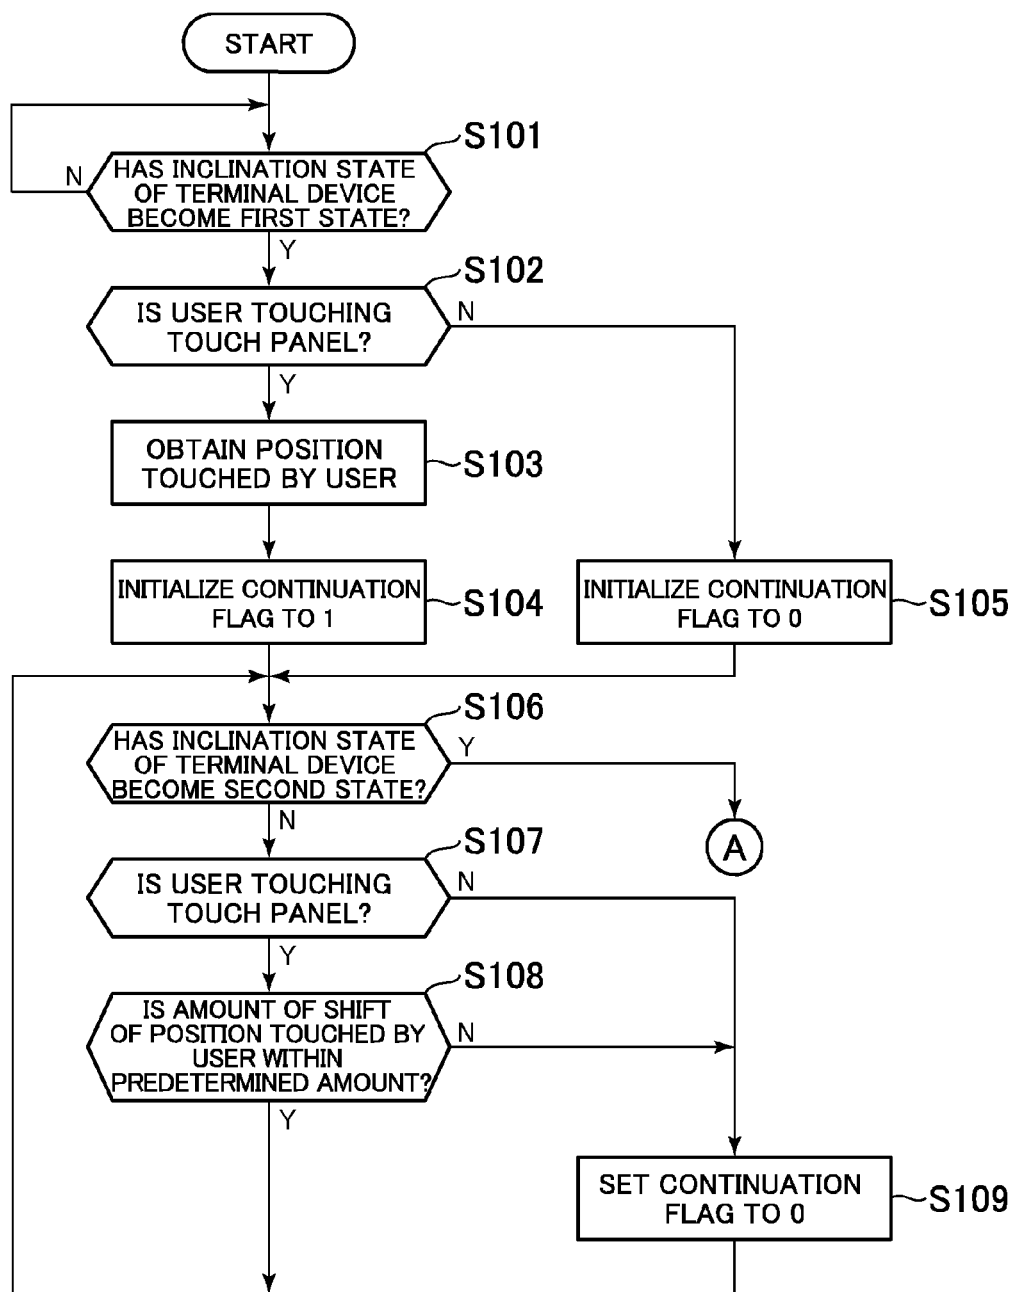 START
S101
HAS INCLINATION STATE
OF TERMINAL DEVICE
BECOME FIRST STATE?
N
Y
S102
IS USER TOUCHING
TOUCH PANEL?
N
Y
OBTAIN POSITION
TOUCHED BY USER
S103
INITIALIZE CONTINUATION
FLAG TO 1
S104
INITIALIZE CONTINUATION
FLAG TO 0
S105
S106
HAS INCLINATION STATE
OF TERMINAL DEVICE
BECOME SECOND STATE?
Y
N
A
S107
IS USER TOUCHING
TOUCH PANEL?
N
Y
S108
IS AMOUNT OF SHIFT
OF POSITION TOUCHED BY
USER WITHIN
PREDETERMINED AMOUNT?
N
Y
SET CONTINUATION
FLAG TO 0
S109